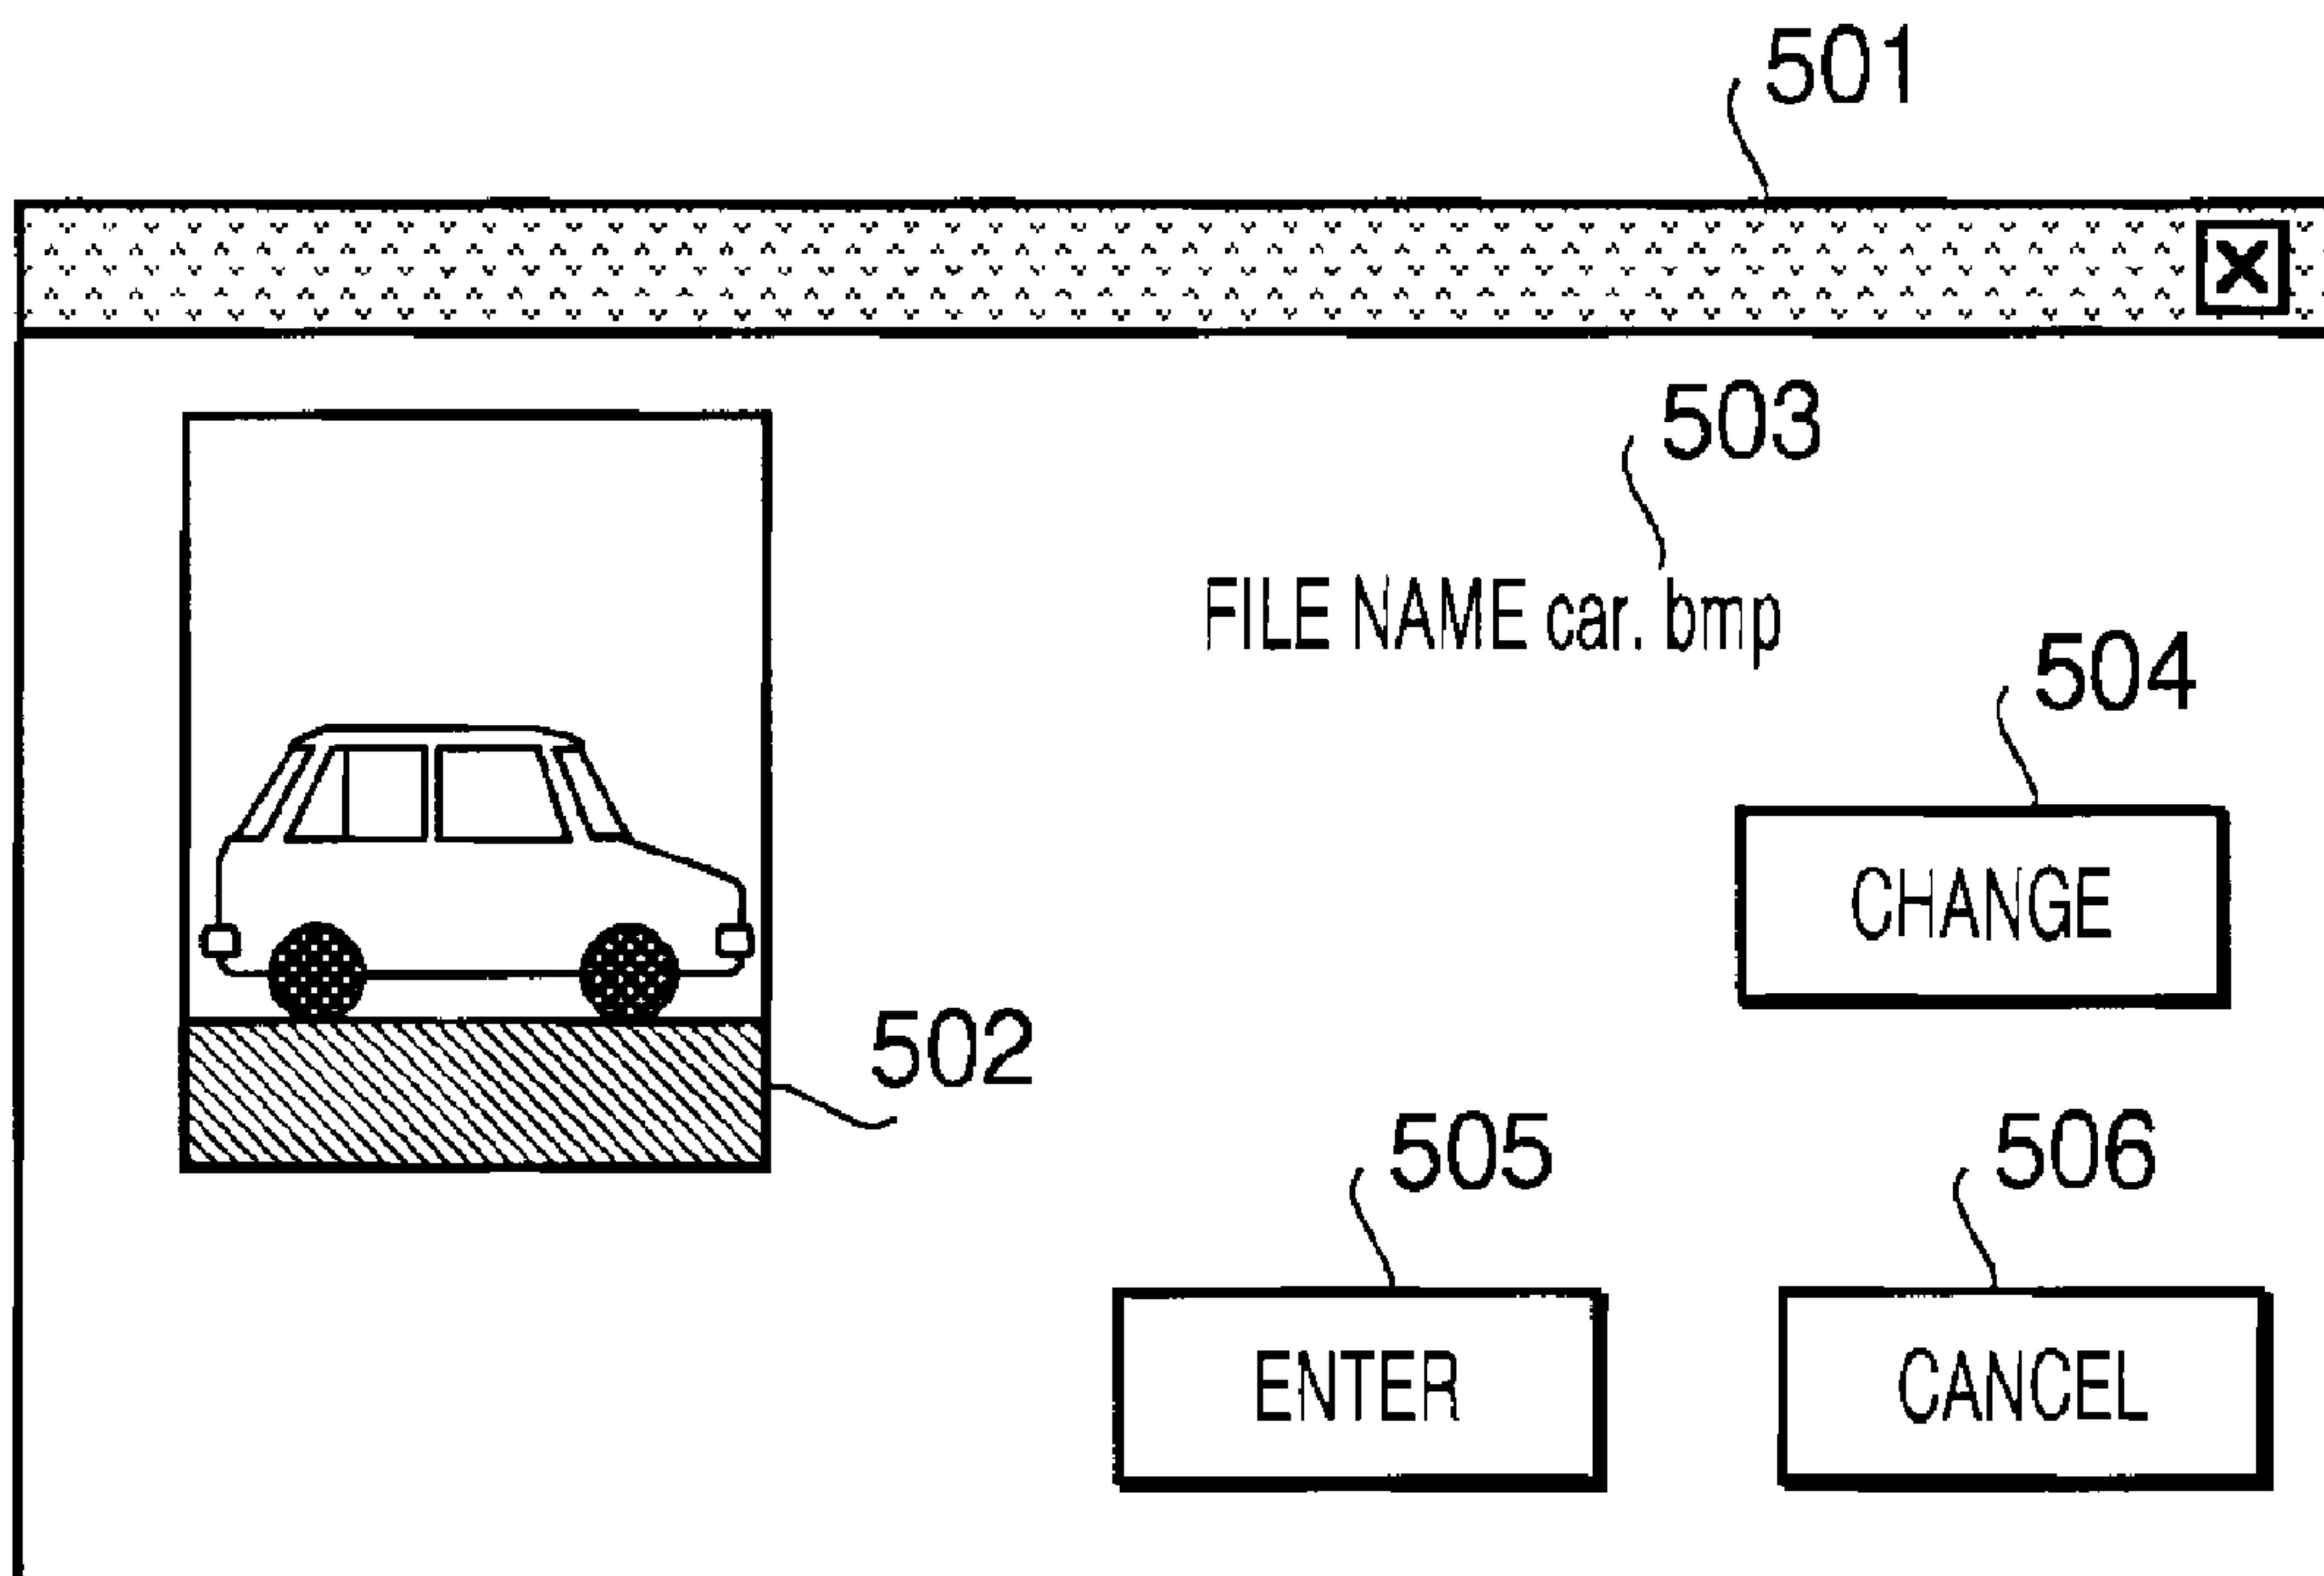 501
X
503
FILE NAME car. bmp
504
CHANGE
502
505
506
ENTER
CANCEL